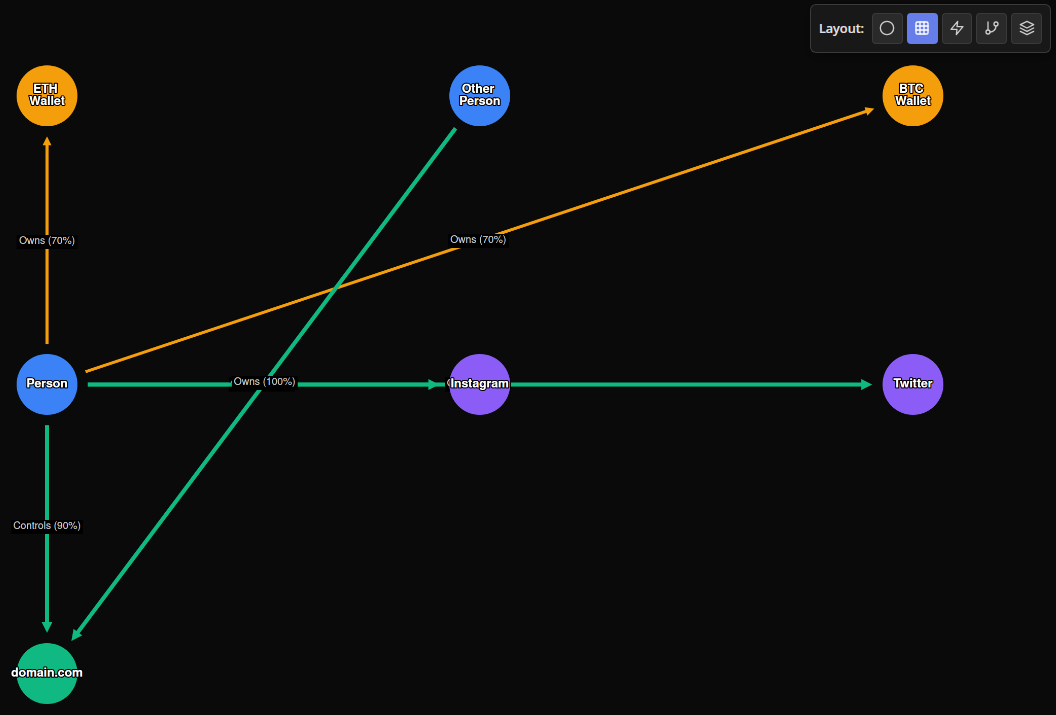 Layout:
ETH
Wallet
Other
Person
BTC
Wallet
Owns (70%)
Owns (70%)
Person
Owns (100%)
Instagram
Twitter
Controls (90%)
domain.com